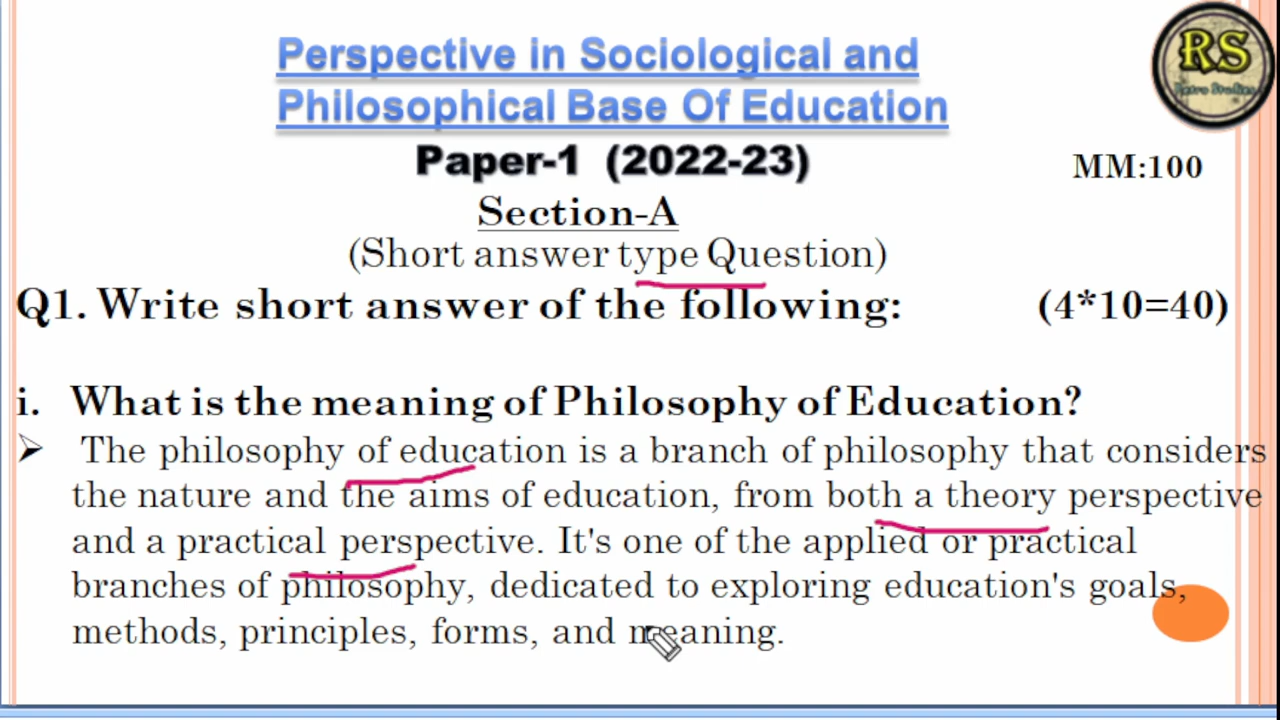 Perspective in Sociological and
Philosophical Base Of Education
RS
Retro Studies
Paper-1 (2022-23)
MM:100
Section-A
(Short answer type Question)
Q1. Write short answer of the following: (4*10=40)
i. What is the meaning of Philosophy of Education?
➢ The philosophy of education is a branch of philosophy that considers
the nature and the aims of education, from both a theory perspective
and a practical perspective. It's one of the applied or practical
branches of philosophy, dedicated to exploring education's goals,
methods, principles, forms, and meaning.